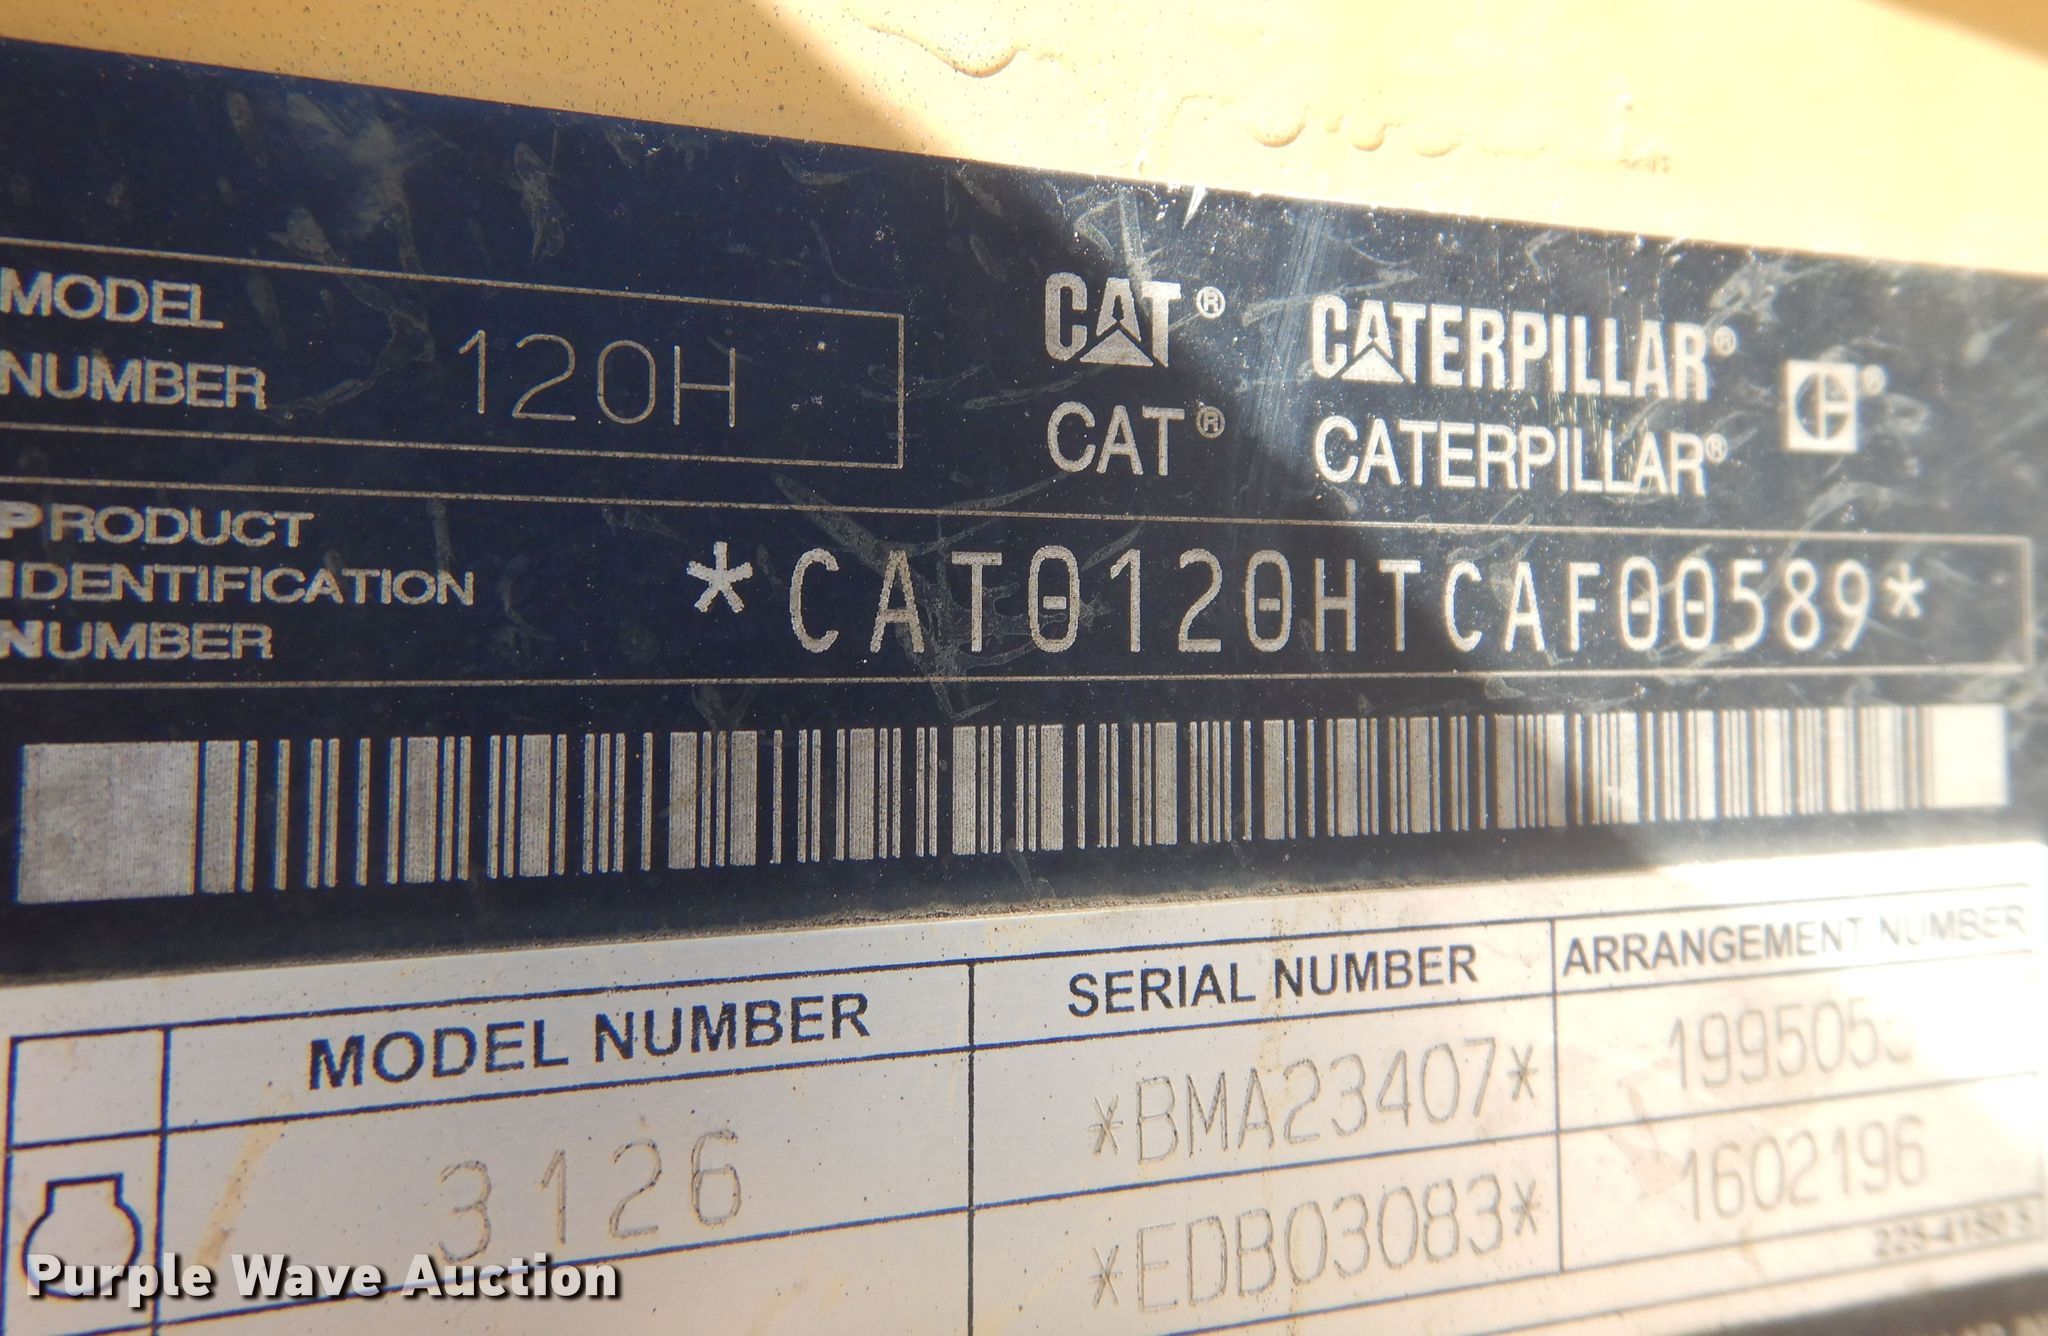 MODEL
NUMBER 120H
CAT® CATERPILLAR®
CAT® CATERPILLAR®
PRODUCT
IDENTIFICATION
NUMBER
*CAT0120HTCAF00589*
MODEL NUMBER SERIAL NUMBER ARRANGEMENT NUMBER
3126 *BMA23407*
*EDB03083* 1602196
Purple Wave Auction